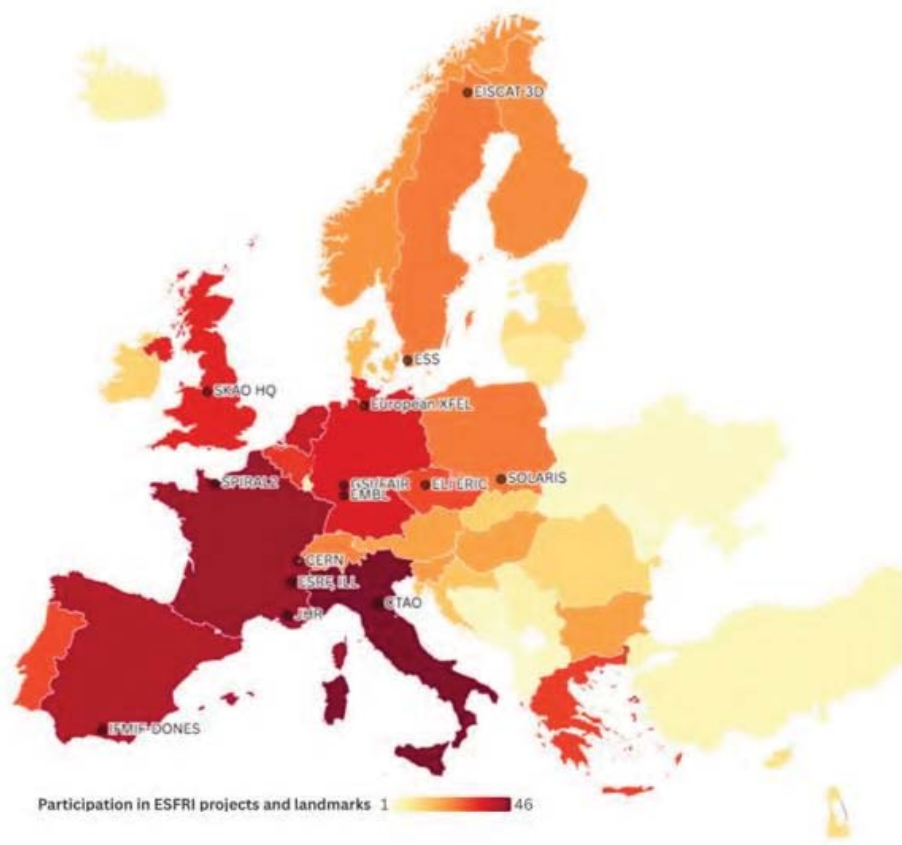 EISCAT 3D
ESS
SKAO HQ
European XFEL
SPIRAL2
GSI/FAIR
EMBL
ELI ERIC
SOLARIS
CERN
ESRF, ILL
CTAO
JHR
IFMIF-DONES
Participation in ESFRI projects and landmarks 1 46